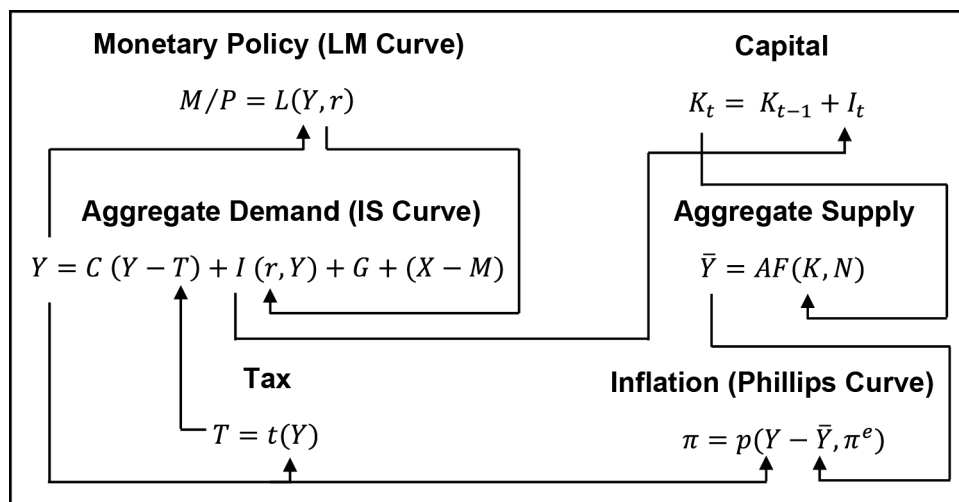 Monetary Policy (LM Curve)
M/P = L(Y, r)
Capital
K_t = K_{t-1} + I_t
Aggregate Demand (IS Curve)
Y = C (Y − T) + I (r, Y) + G + (X − M)
Aggregate Supply
Ȳ = AF(K, N)
Tax
T = t(Y)
Inflation (Phillips Curve)
π = p(Y − Ȳ, π^e)